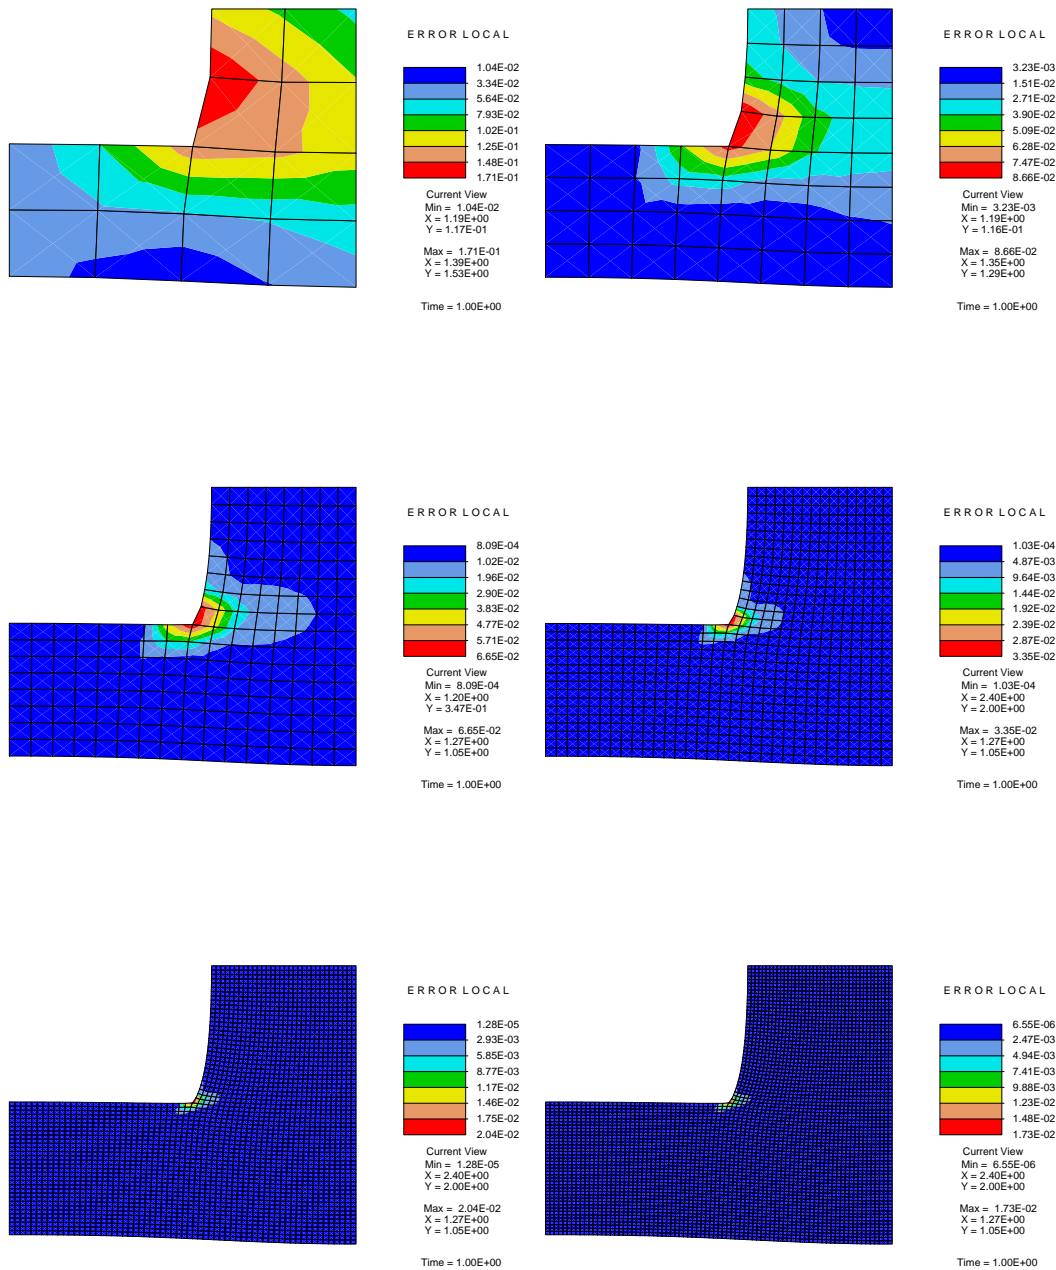 ERROR LOCAL
1.04E-02
3.34E-02
5.64E-02
7.93E-02
1.02E-01
1.25E-01
1.48E-01
1.71E-01
Current View
Min = 1.04E-02
X = 1.19E+00
Y = 1.17E-01
Max = 1.71E-01
X = 1.39E+00
Y = 1.53E+00
Time = 1.00E+00
ERROR LOCAL
3.23E-03
1.51E-02
2.71E-02
3.90E-02
5.09E-02
6.28E-02
7.47E-02
8.66E-02
Current View
Min = 3.23E-03
X = 1.19E+00
Y = 1.16E-01
Max = 8.66E-02
X = 1.35E+00
Y = 1.29E+00
Time = 1.00E+00
ERROR LOCAL
8.09E-04
1.02E-02
1.96E-02
2.90E-02
3.83E-02
4.77E-02
5.71E-02
6.65E-02
Current View
Min = 8.09E-04
X = 1.20E+00
Y = 3.47E-01
Max = 6.65E-02
X = 1.27E+00
Y = 1.05E+00
Time = 1.00E+00
ERROR LOCAL
1.03E-04
4.87E-03
9.64E-03
1.44E-02
1.92E-02
2.39E-02
2.87E-02
3.35E-02
Current View
Min = 1.03E-04
X = 2.40E+00
Y = 2.00E+00
Max = 3.35E-02
X = 1.27E+00
Y = 1.05E+00
Time = 1.00E+00
ERROR LOCAL
1.28E-05
2.93E-03
5.85E-03
8.77E-03
1.17E-02
1.46E-02
1.75E-02
2.04E-02
Current View
Min = 1.28E-05
X = 2.40E+00
Y = 2.00E+00
Max = 2.04E-02
X = 1.27E+00
Y = 1.05E+00
Time = 1.00E+00
ERROR LOCAL
6.55E-06
2.47E-03
4.94E-03
7.41E-03
9.88E-03
1.23E-02
1.48E-02
1.73E-02
Current View
Min = 6.55E-06
X = 2.40E+00
Y = 2.00E+00
Max = 1.73E-02
X = 1.27E+00
Y = 1.05E+00
Time = 1.00E+00